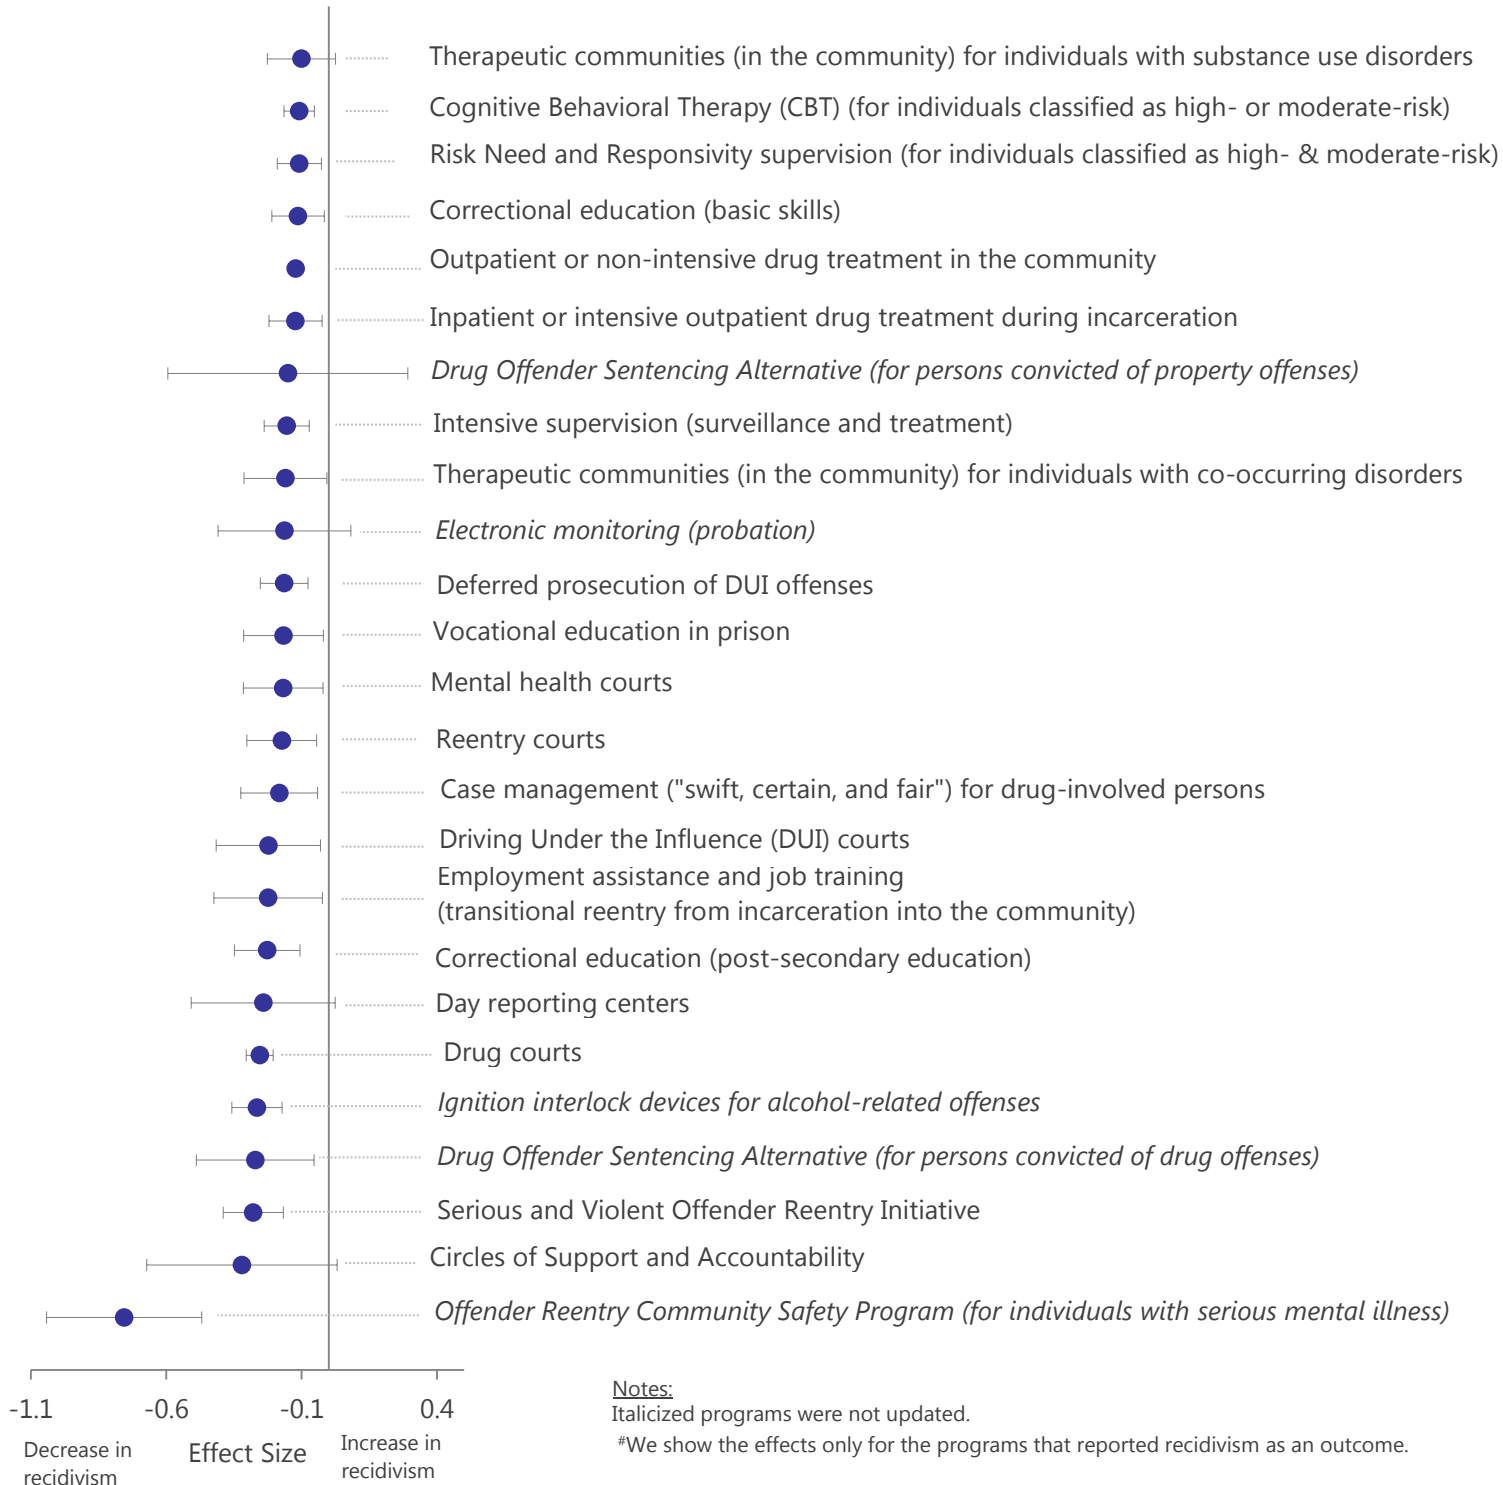 Therapeutic communities (in the community) for individuals with substance use disorders
Cognitive Behavioral Therapy (CBT) (for individuals classified as high- or moderate-risk)
Risk Need and Responsivity supervision (for individuals classified as high- & moderate-risk)
Correctional education (basic skills)
Outpatient or non-intensive drug treatment in the community
Inpatient or intensive outpatient drug treatment during incarceration
Drug Offender Sentencing Alternative (for persons convicted of property offenses)
Intensive supervision (surveillance and treatment)
Therapeutic communities (in the community) for individuals with co-occurring disorders
Electronic monitoring (probation)
Deferred prosecution of DUI offenses
Vocational education in prison
Mental health courts
Reentry courts
Case management ("swift, certain, and fair") for drug-involved persons
Driving Under the Influence (DUI) courts
Employment assistance and job training
(transitional reentry from incarceration into the community)
Correctional education (post-secondary education)
Day reporting centers
Drug courts
Ignition interlock devices for alcohol-related offenses
Drug Offender Sentencing Alternative (for persons convicted of drug offenses)
Serious and Violent Offender Reentry Initiative
Circles of Support and Accountability
Offender Reentry Community Safety Program (for individuals with serious mental illness)
-1.1 -0.6 -0.1 0.4
Decrease in
recidivism
Effect Size
Increase in
recidivism
Notes:
Italicized programs were not updated.
#We show the effects only for the programs that reported recidivism as an outcome.